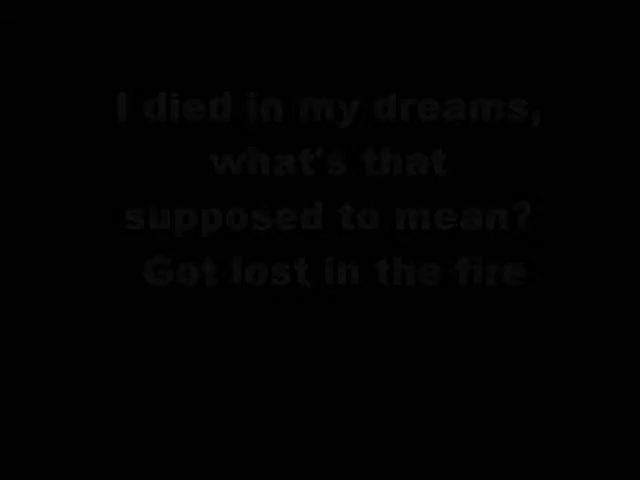 I died in my dreams,
what's that
supposed to mean?
Got lost in the fire